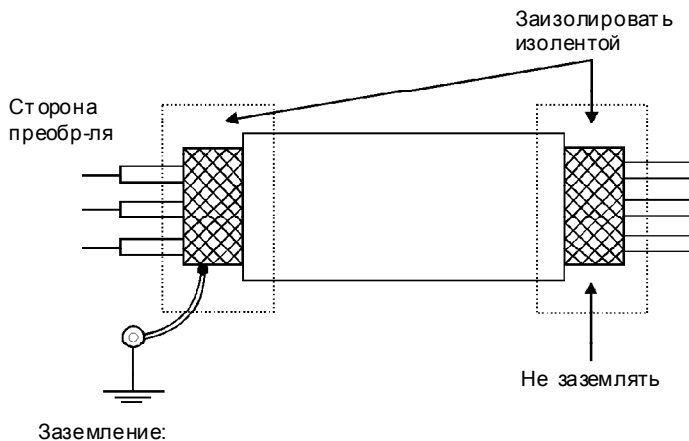 Заизолировать
изолентой
Сторона
преобр-ля
Не заземлять
Заземление: